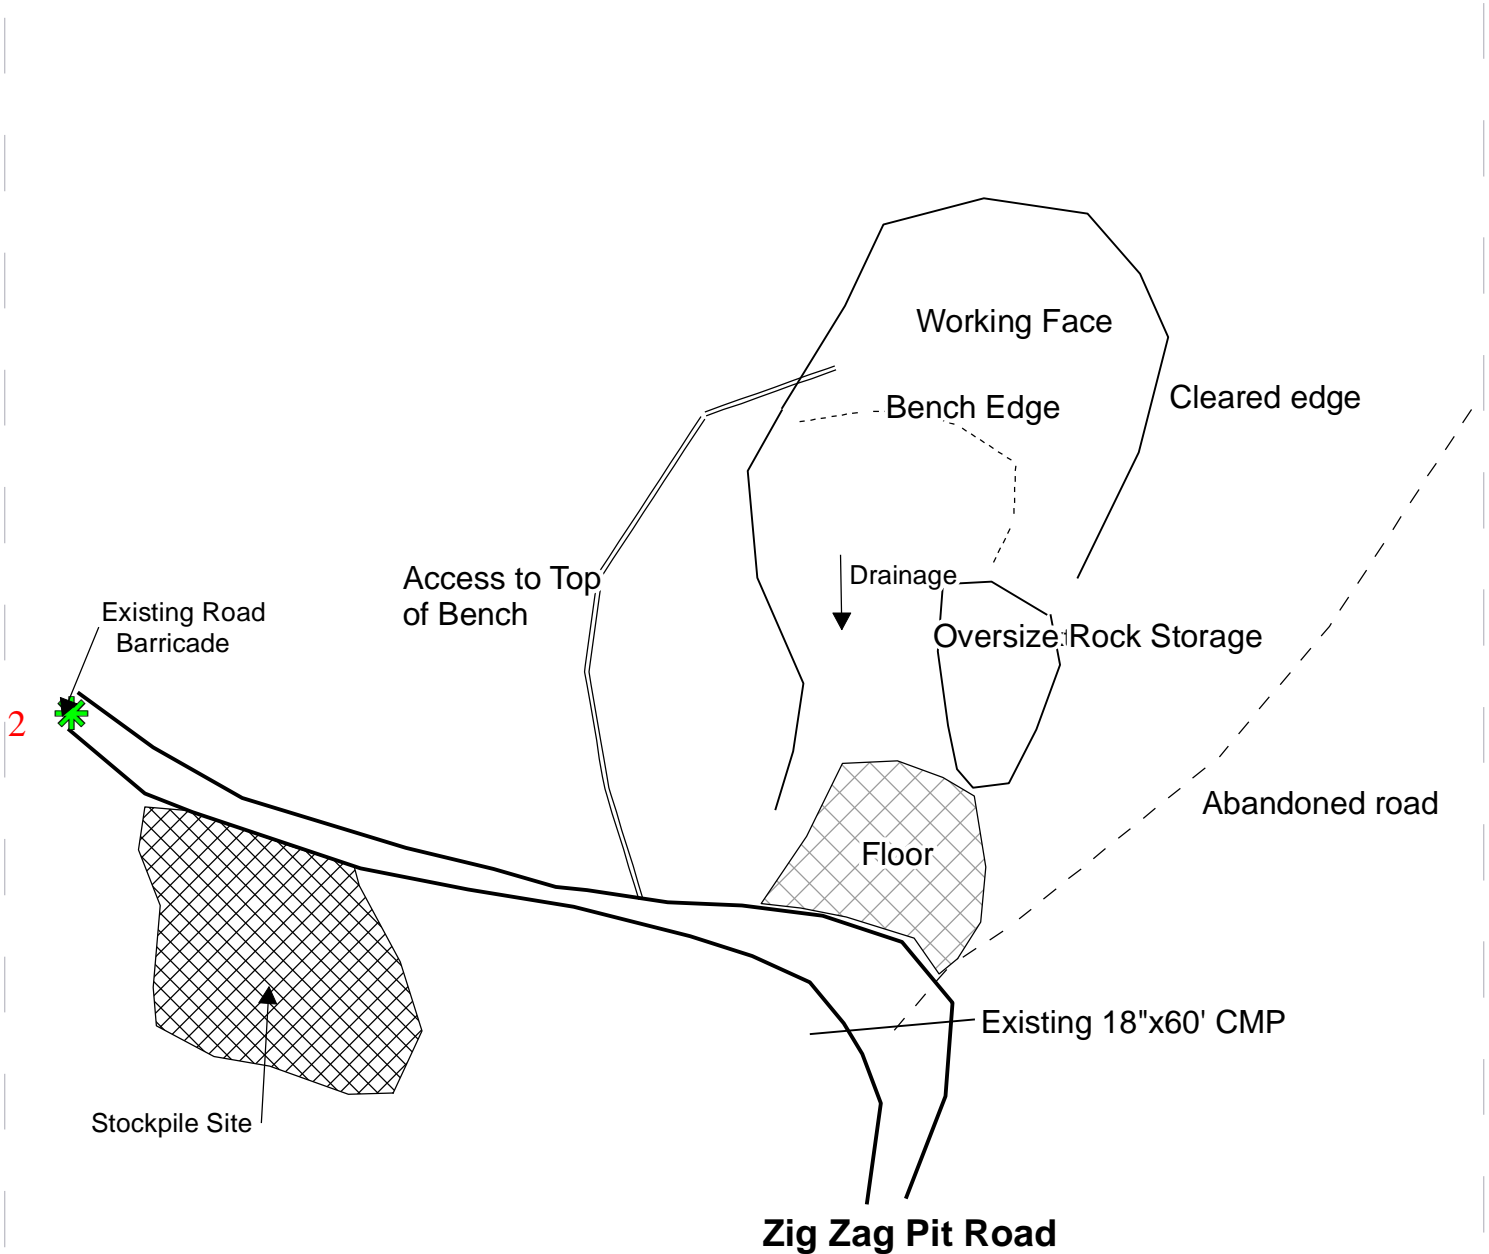 Working Face
Cleared edge
Bench Edge
Drainage
Access to Top
of Bench
Existing Road
Barricade
Oversize Rock Storage
2
Abandoned road
Floor
Existing 18"x60' CMP
Stockpile Site
Zig Zag Pit Road